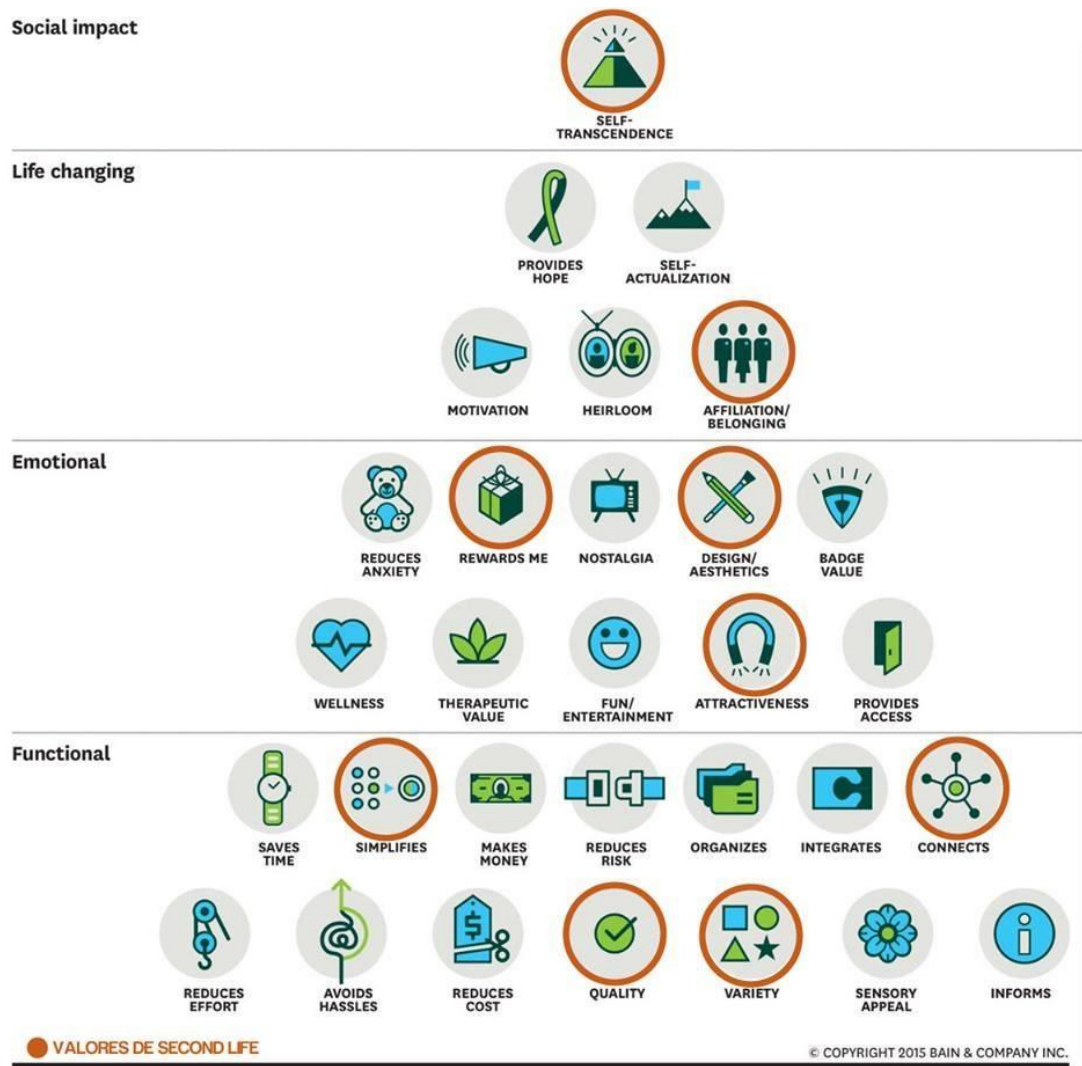 Social impact
SELF-
TRANSCENDENCE
Life changing
PROVIDES
HOPE
SELF-
ACTUALIZATION
MOTIVATION
HEIRLOOM
AFFILIATION/
BELONGING
Emotional
REDUCES
ANXIETY
REWARDS ME
NOSTALGIA
DESIGN/
AESTHETICS
BADGE
VALUE
WELLNESS
THERAPEUTIC
VALUE
FUN/
ENTERTAINMENT
ATTRACTIVENESS
PROVIDES
ACCESS
Functional
SAVES
TIME
SIMPLIFIES
MAKES
MONEY
REDUCES
RISK
ORGANIZES
INTEGRATES
CONNECTS
REDUCES
EFFORT
AVOIDS
HASSLES
$
REDUCES
COST
QUALITY
VARIETY
SENSORY
APPEAL
i
INFORMS
VALORES DE SECOND LIFE
© COPYRIGHT 2015 BAIN & COMPANY INC.